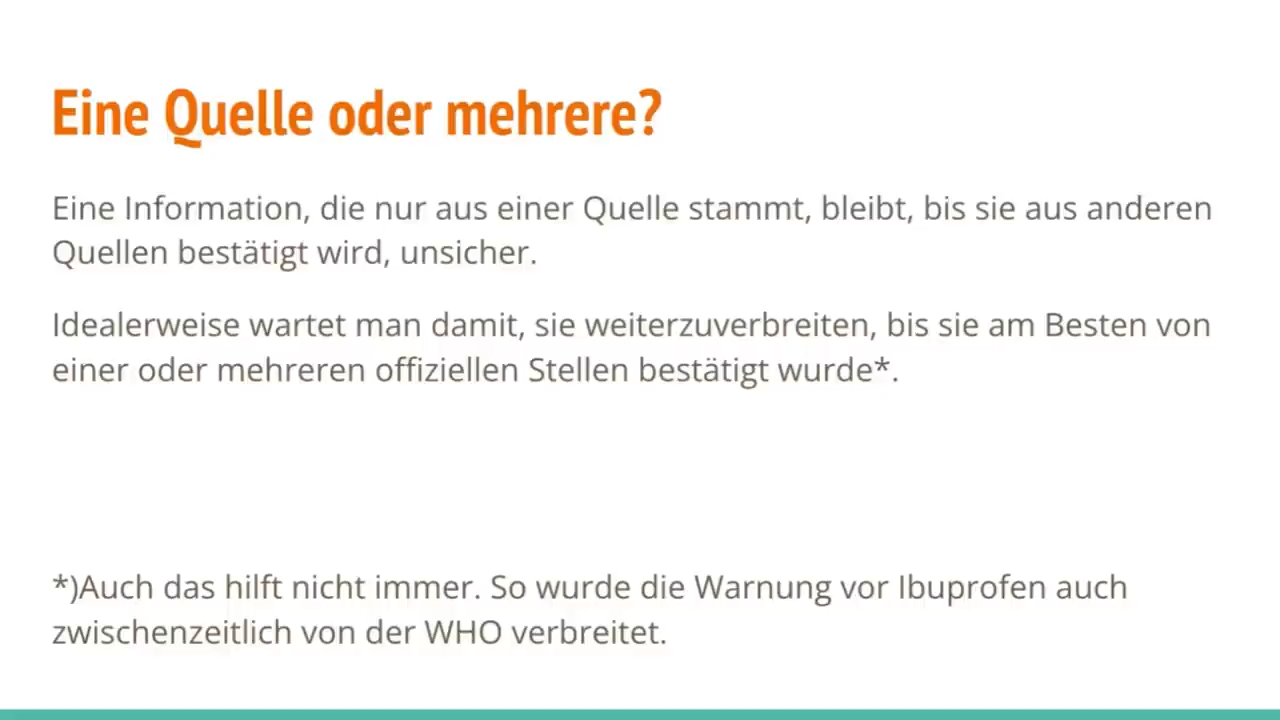 Eine Quelle oder mehrere?
Eine Information, die nur aus einer Quelle stammt, bleibt, bis sie aus anderen
Quellen bestätigt wird, unsicher.
Idealerweise wartet man damit, sie weiterzuverbreiten, bis sie am Besten von
einer oder mehreren offiziellen Stellen bestätigt wurde*.
*)Auch das hilft nicht immer. So wurde die Warnung vor Ibuprofen auch
zwischenzeitlich von der WHO verbreitet.